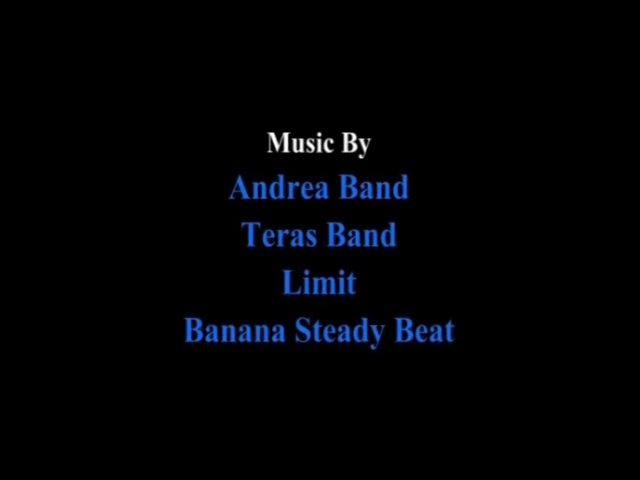 Music By
Andrea Band
Teras Band
Limit
Banana Steady Beat